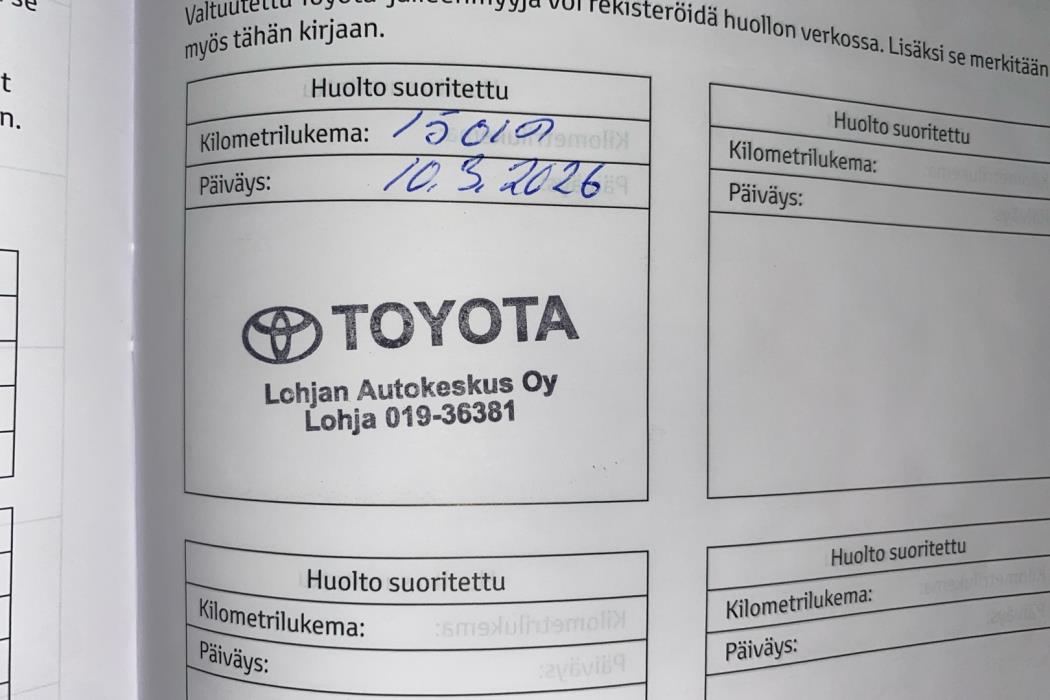 se
t
n.
Valtuutettu Toyota-jälleenmyyjä voi rekisteröidä huollon verkossa. Lisäksi se merkitään
myös tähän kirjaan.
Huolto suoritettu
Kilometrilukema: 15019
Päiväys: 10.3.2026
TOYOTA
Lohjan Autokeskus Oy
Lohja 019-36381
Huolto suoritettu
Kilometrilukema:
Päiväys:
Huolto suoritettu
Kilometrilukema:
Päiväys:
Huolto suoritettu
Kilometrilukema:
Päiväys: